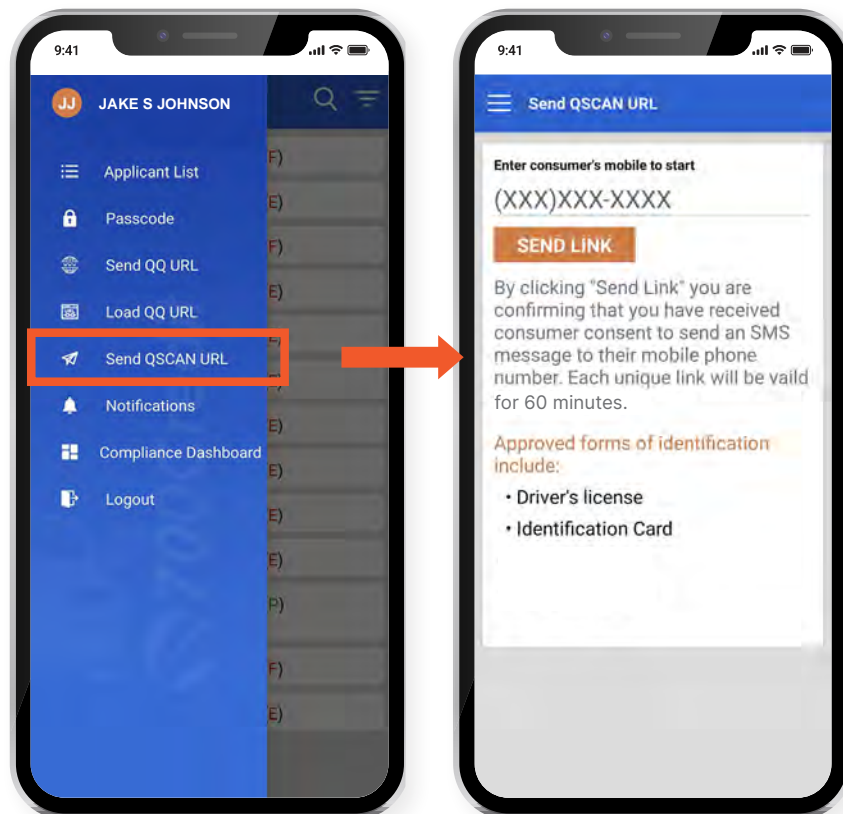 9:41
JJ JAKE S JOHNSON
F)
Applicant List
E)
Passcode
F)
Send QQ URL
E)
Load QQ URL
Send QSCAN URL
Notifications
E)
Compliance Dashboard
E)
Logout
E)
E)
P)
F)
E)
9:41
Send QSCAN URL
Enter consumer's mobile to start
(XXX)XXX-XXXX
SEND LINK
By clicking "Send Link" you are
confirming that you have received
consumer consent to send an SMS
message to their mobile phone
number. Each unique link will be vaild
for 60 minutes.
Approved forms of identification
include:
• Driver's license
• Identification Card